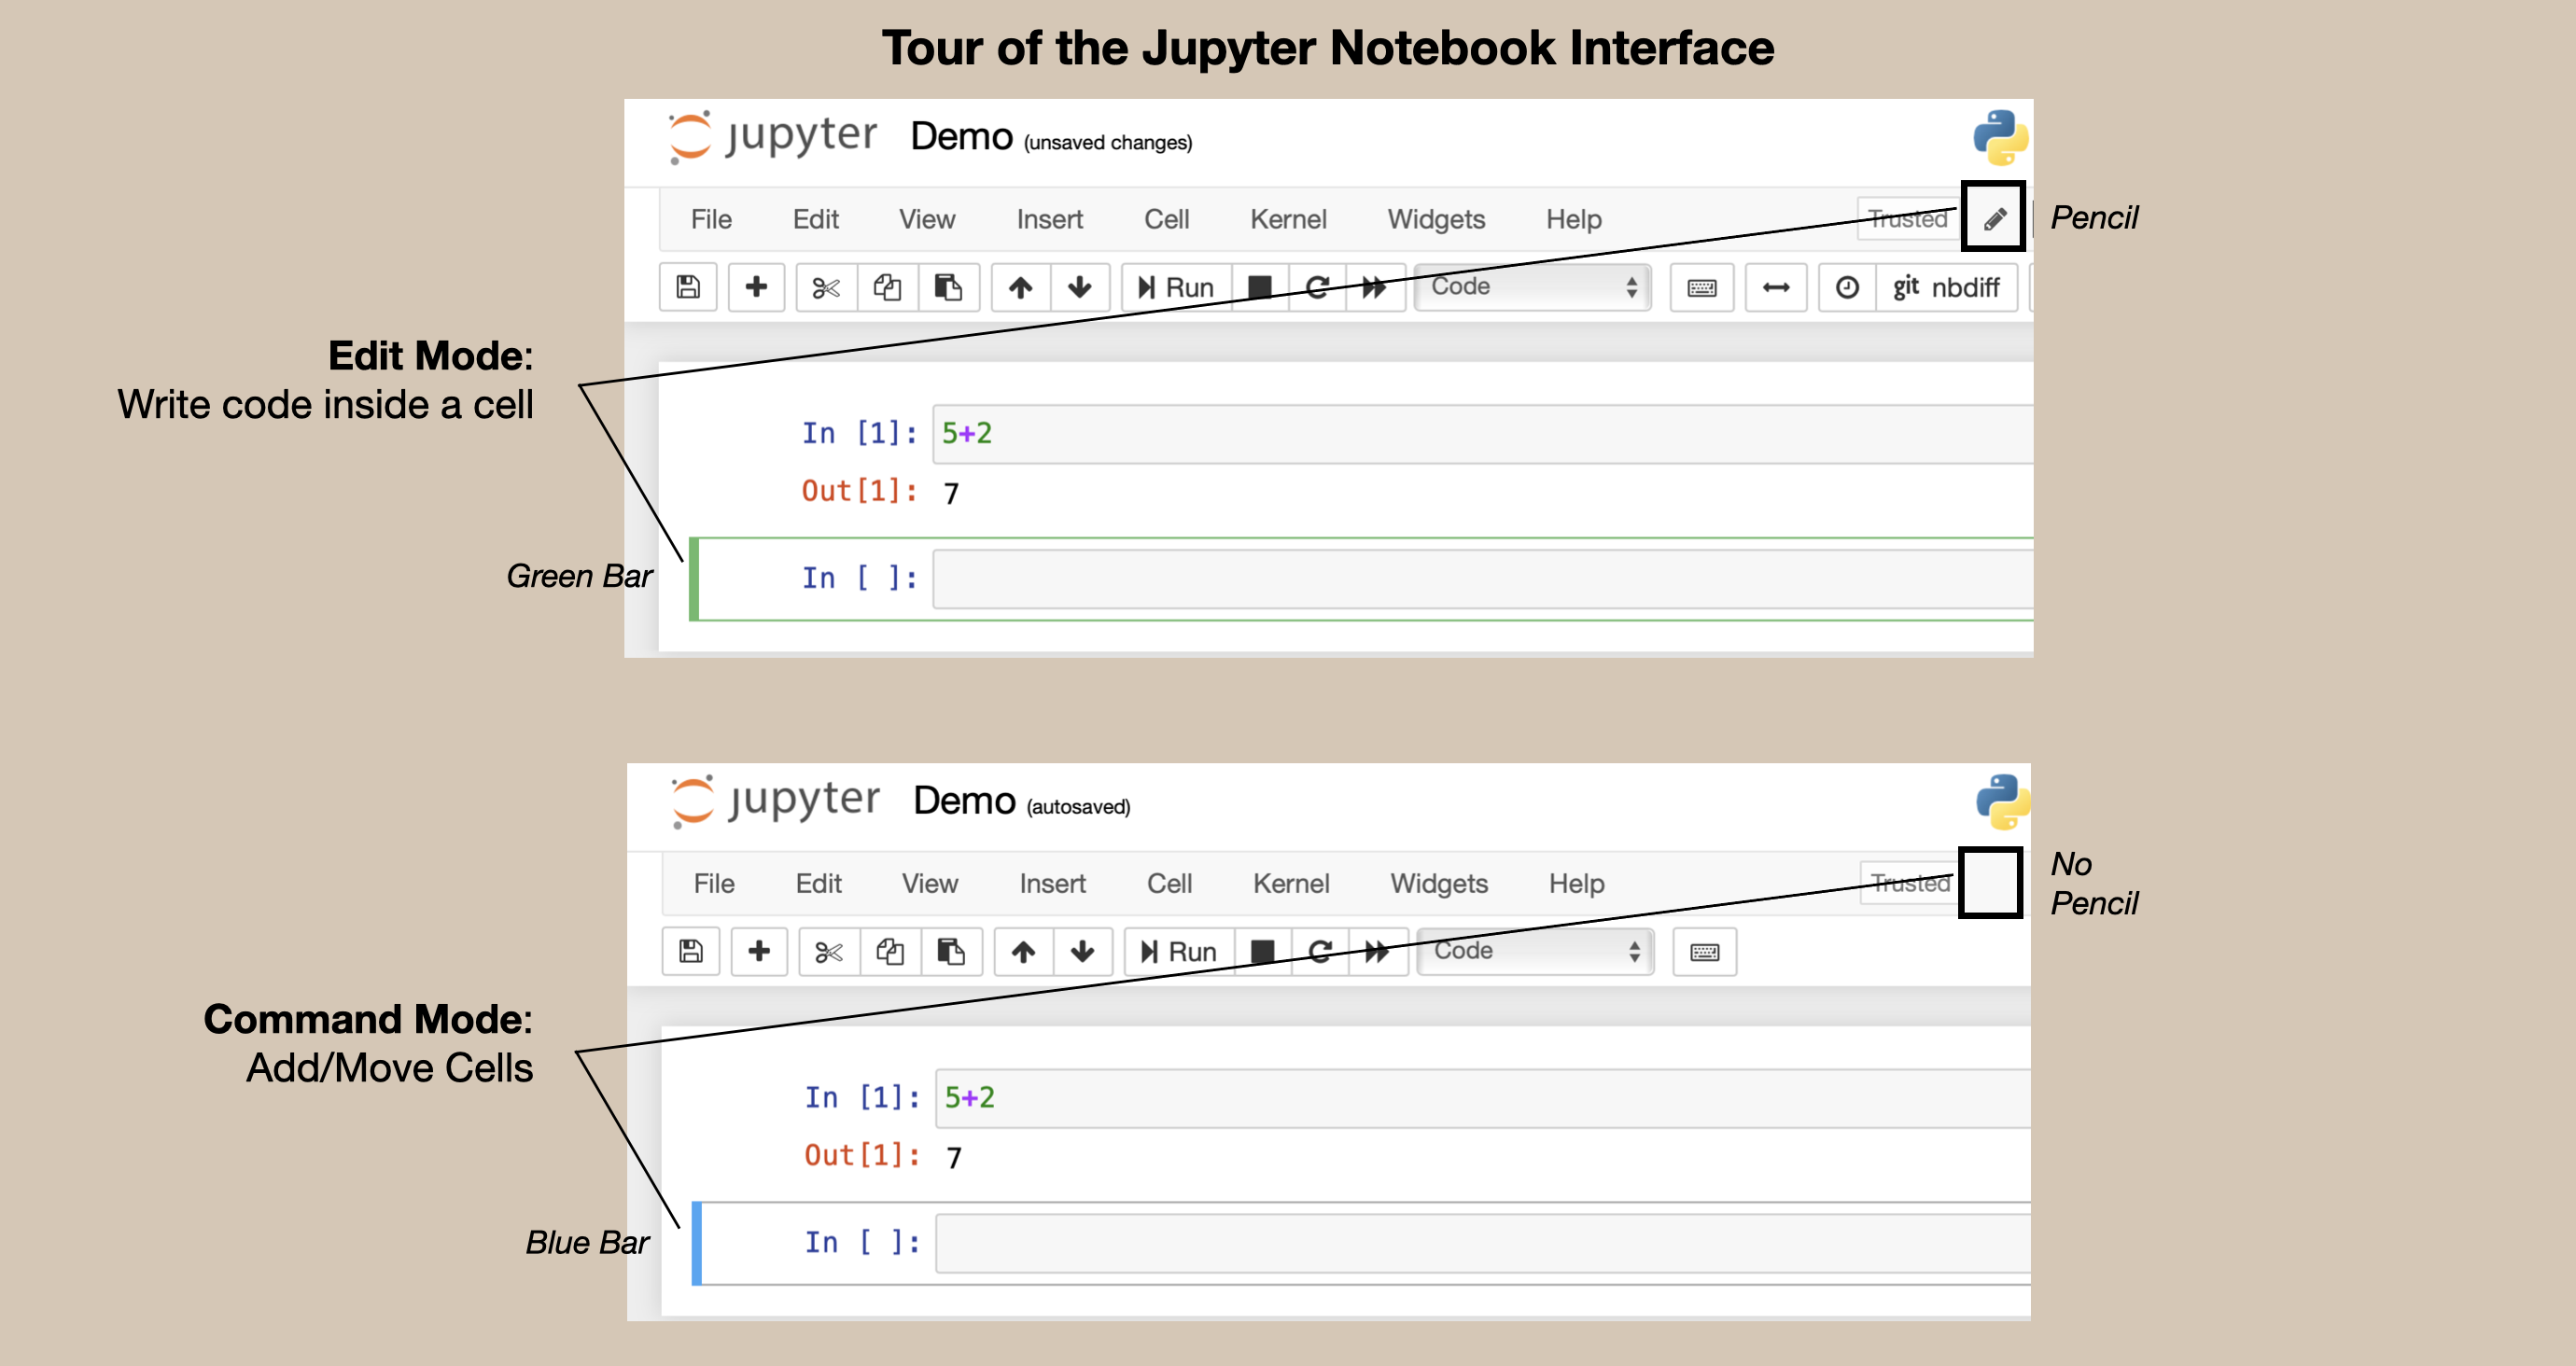 Tour of the Jupyter Notebook Interface
jupyter Demo (unsaved changes)
File Edit View Insert Cell Kernel Widgets Help Trusted
Pencil
Run Code git nbdiff
Edit Mode:
Write code inside a cell
In [1]: 5+2
Out[1]: 7
Green Bar
In [ ]:
jupyter Demo (autosaved)
File Edit View Insert Cell Kernel Widgets Help Trusted
No
Pencil
Run Code
Command Mode:
Add/Move Cells
In [1]: 5+2
Out[1]: 7
Blue Bar
In [ ]: